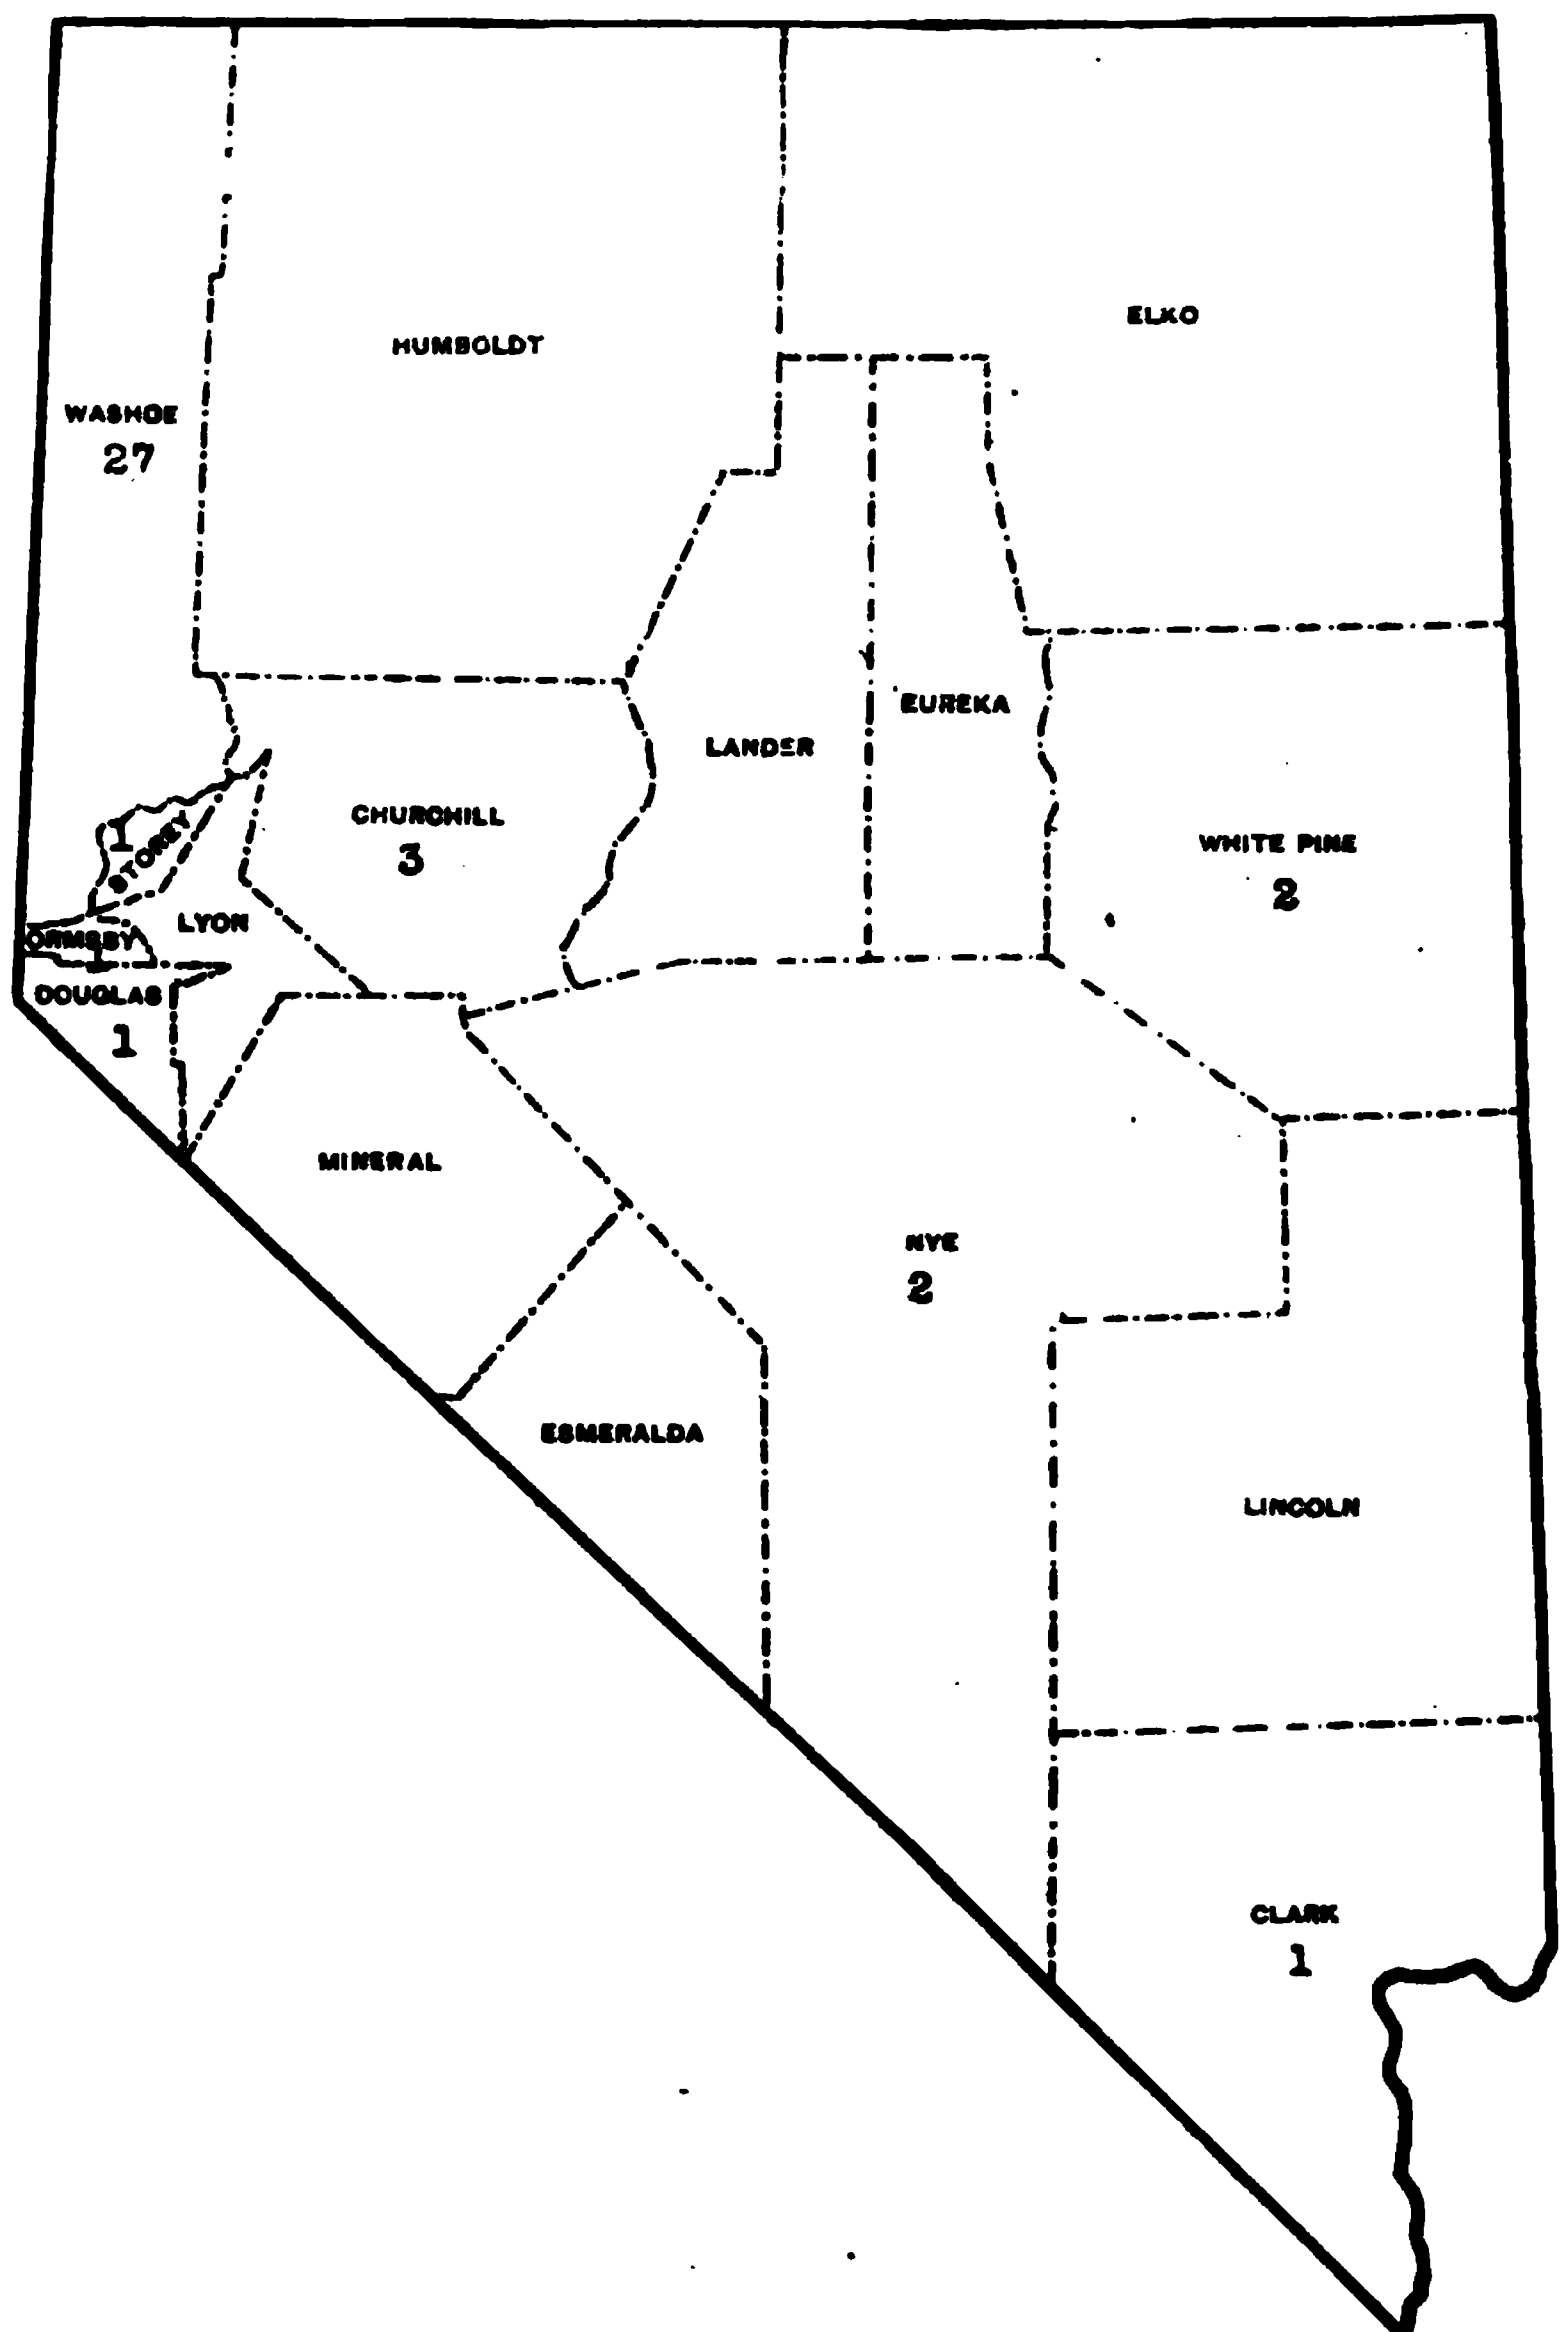 ELKO
HUMBOLDT
WASHOE
27
EUREKA
LANDER
CHURCHILL
3
WHITE PINE
2
1
STOREY
LYON
ORMSBY
1
DOUGLAS
1
MINERAL
NYE
2
ESMERALDA
LINCOLN
CLARK
1